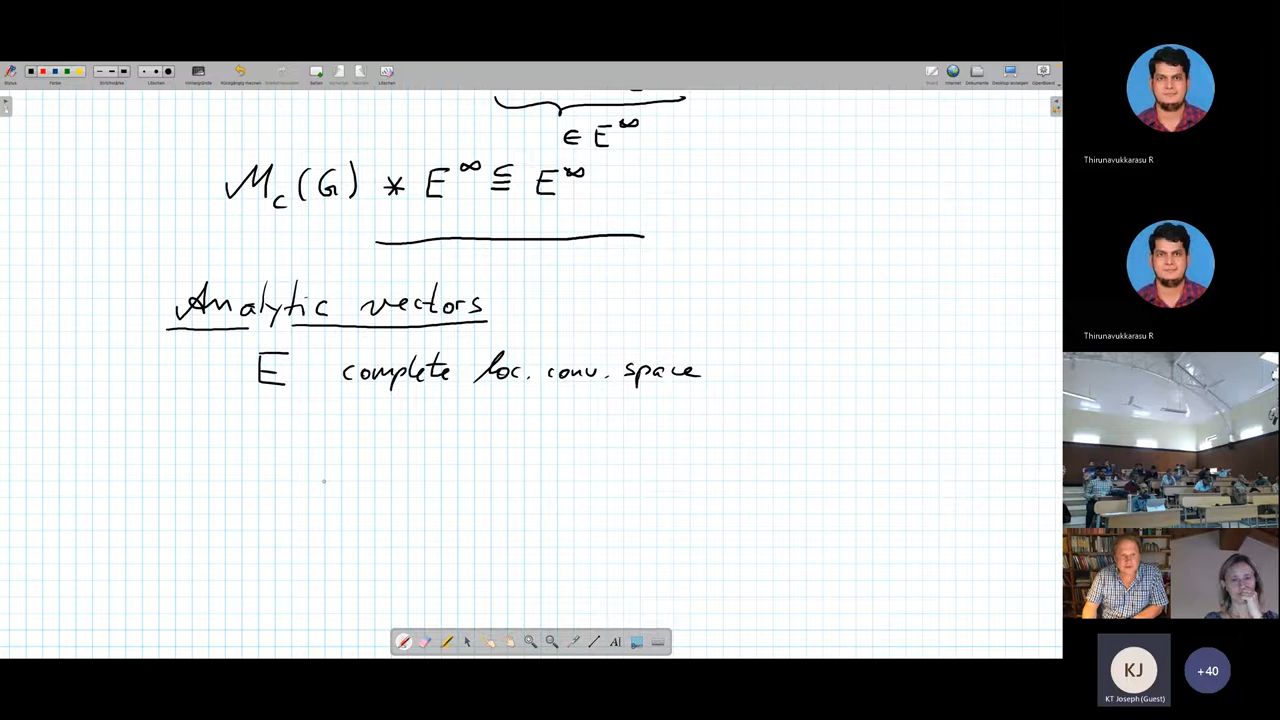 ∈ E^∞
M_c(G) * E^∞ ⊆ E^∞
Analytic vectors
E complete loc. conv. space
Thirunavukkarasu R
Thirunavukkarasu R
KJ
KT Joseph (Guest)
+40